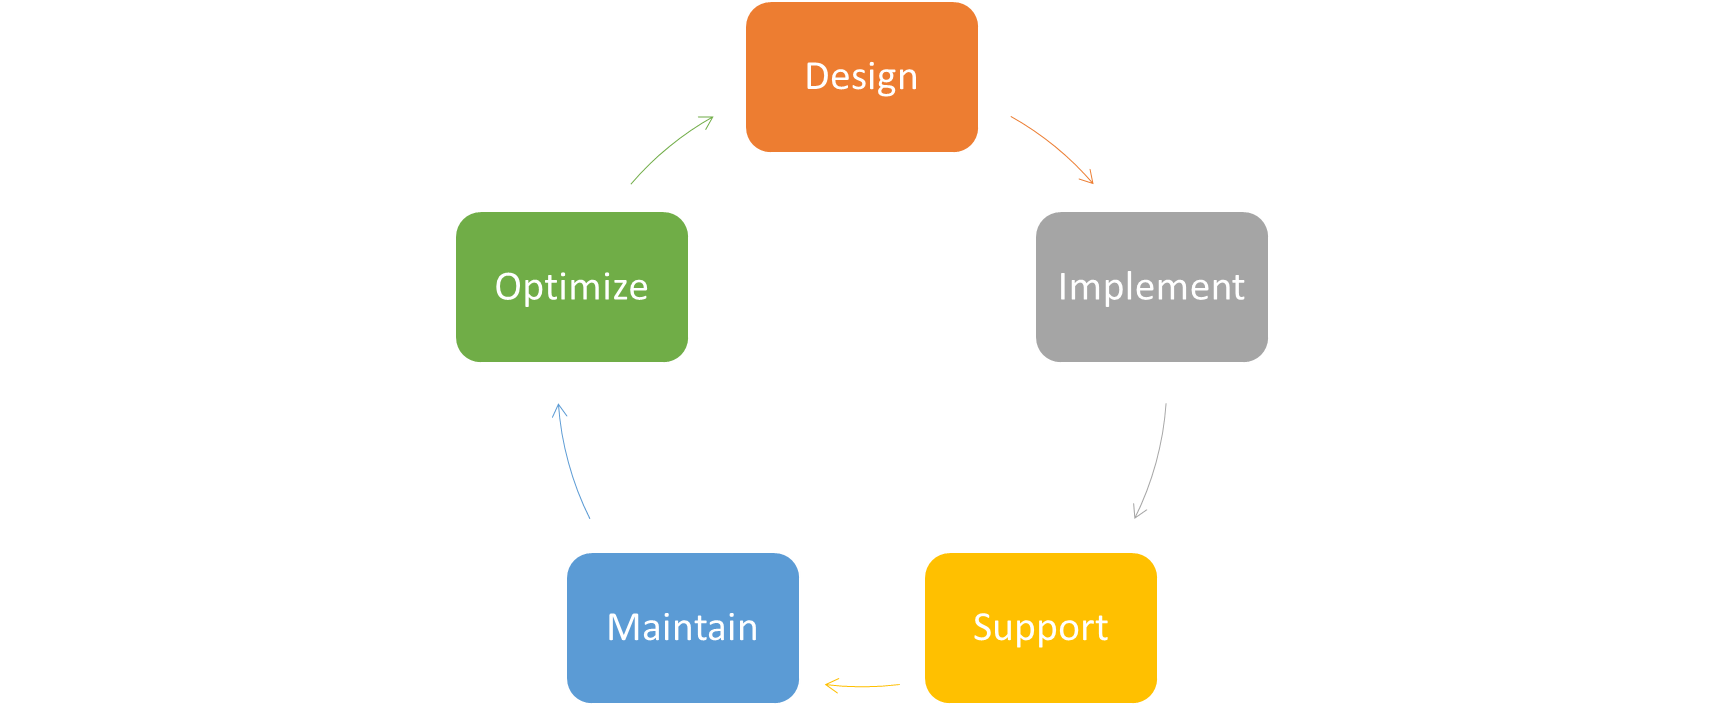 Design
Implement
Support
Maintain
Optimize